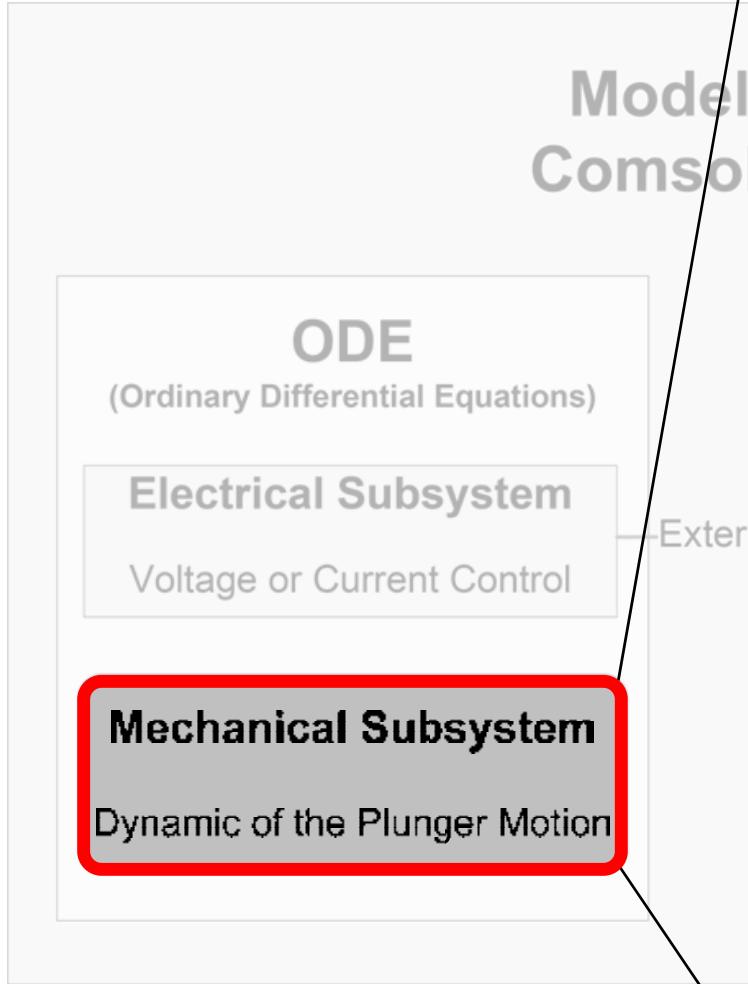 Model
Comsol
ODE
(Ordinary Differential Equations)
Electrical Subsystem
Voltage or Current Control
Exter
Mechanical Subsystem
Dynamic of the Plunger Motion